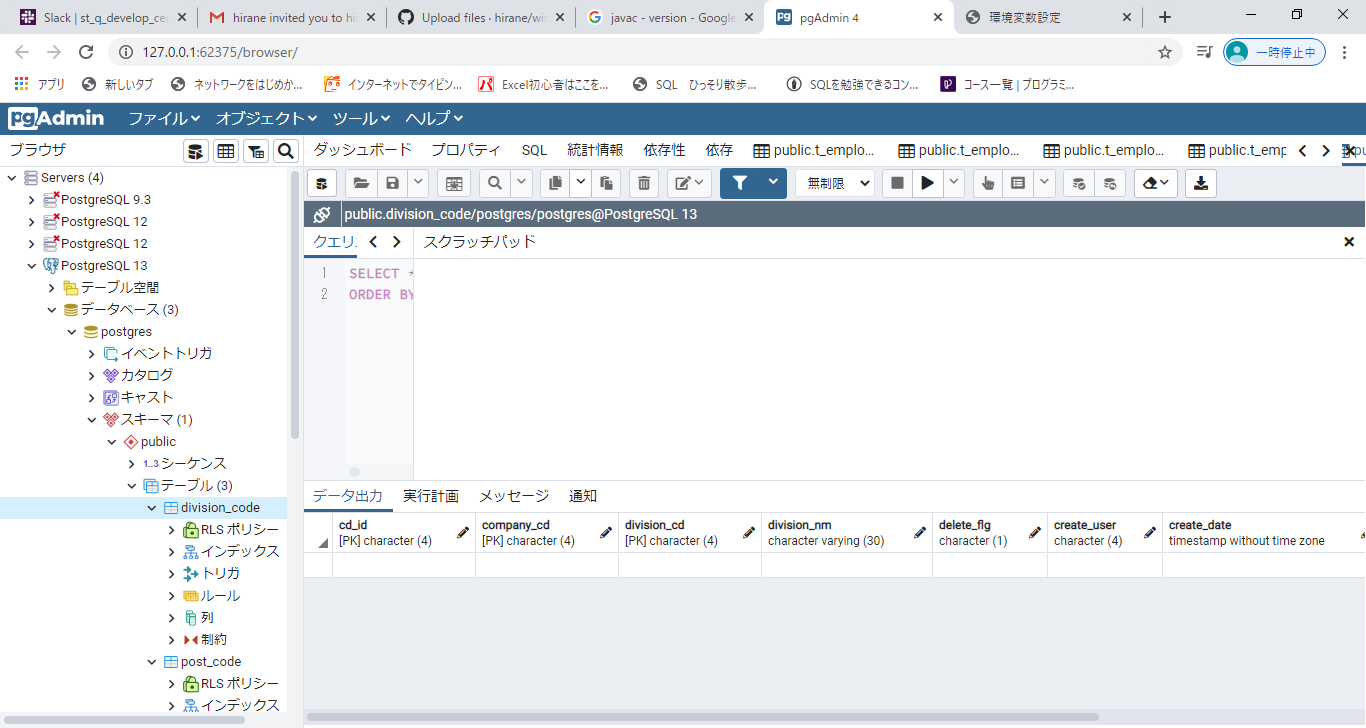 Slack | st_q_develop_ce
hirane invited you to hi
Upload files · hirane/wi
javac - version - Google
pgAdmin 4
環境変数設定
127.0.0.1:62375/browser/
一時停止中
アプリ
新しいタブ
ネットワークをはじめか...
インターネットでタイピン...
Excel初心者はここを...
SQL ひっそり散歩...
SQLを勉強できるコン...
コース一覧 | プログラミ...
pgAdmin
ファイル
オブジェクト
ツール
ヘルプ
ブラウザ
ダッシュボード
プロパティ
SQL
統計情報
依存性
依存
public.t_emplo...
public.t_emplo...
public.t_emplo...
public.t_emp
無制限
public.division_code/postgres/postgres@PostgreSQL 13
クエリ
スクラッチパッド
1 SELECT *
2 ORDER BY
Servers (4)
PostgreSQL 9.3
PostgreSQL 12
PostgreSQL 12
PostgreSQL 13
テーブル空間
データベース (3)
postgres
イベントトリガ
カタログ
キャスト
スキーマ (1)
public
1..3 シーケンス
テーブル (3)
division_code
RLS ポリシー
インデックス
トリガ
ルール
列
制約
post_code
RLS ポリシー
インデックス
データ出力
実行計画
メッセージ
通知
cd_id
[PK] character (4)
company_cd
[PK] character (4)
division_cd
[PK] character (4)
division_nm
character varying (30)
delete_flg
character (1)
create_user
character (4)
create_date
timestamp without time zone